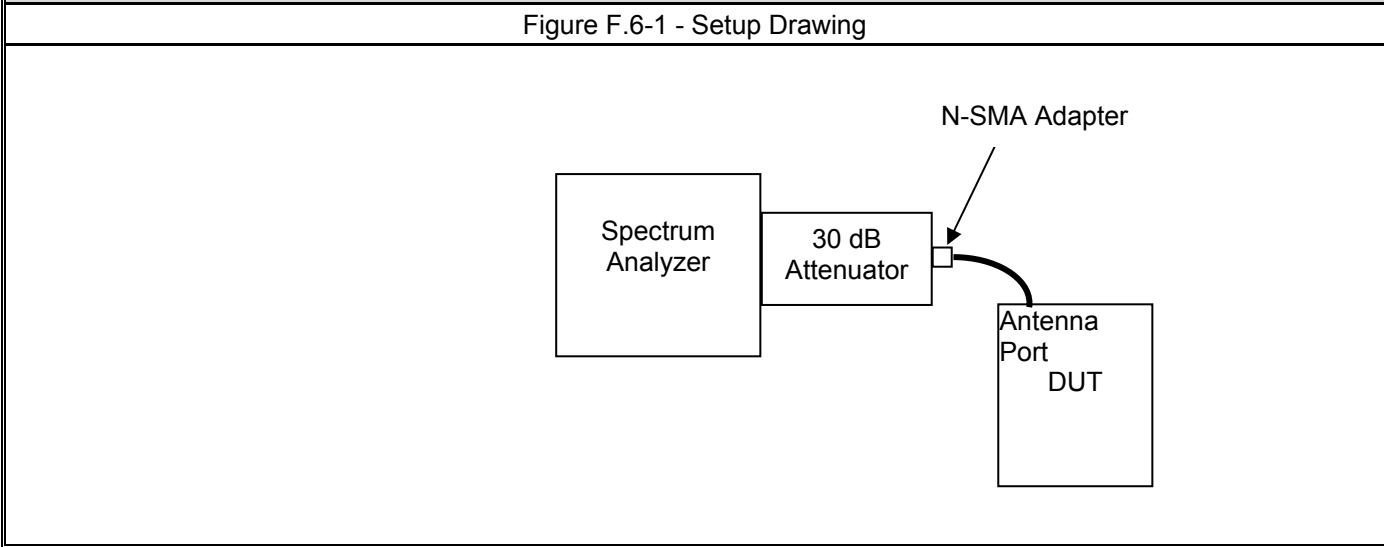 Figure F.6-1 - Setup Drawing
N-SMA Adapter
Spectrum
Analyzer
30 dB
Attenuator
Antenna
Port
DUT